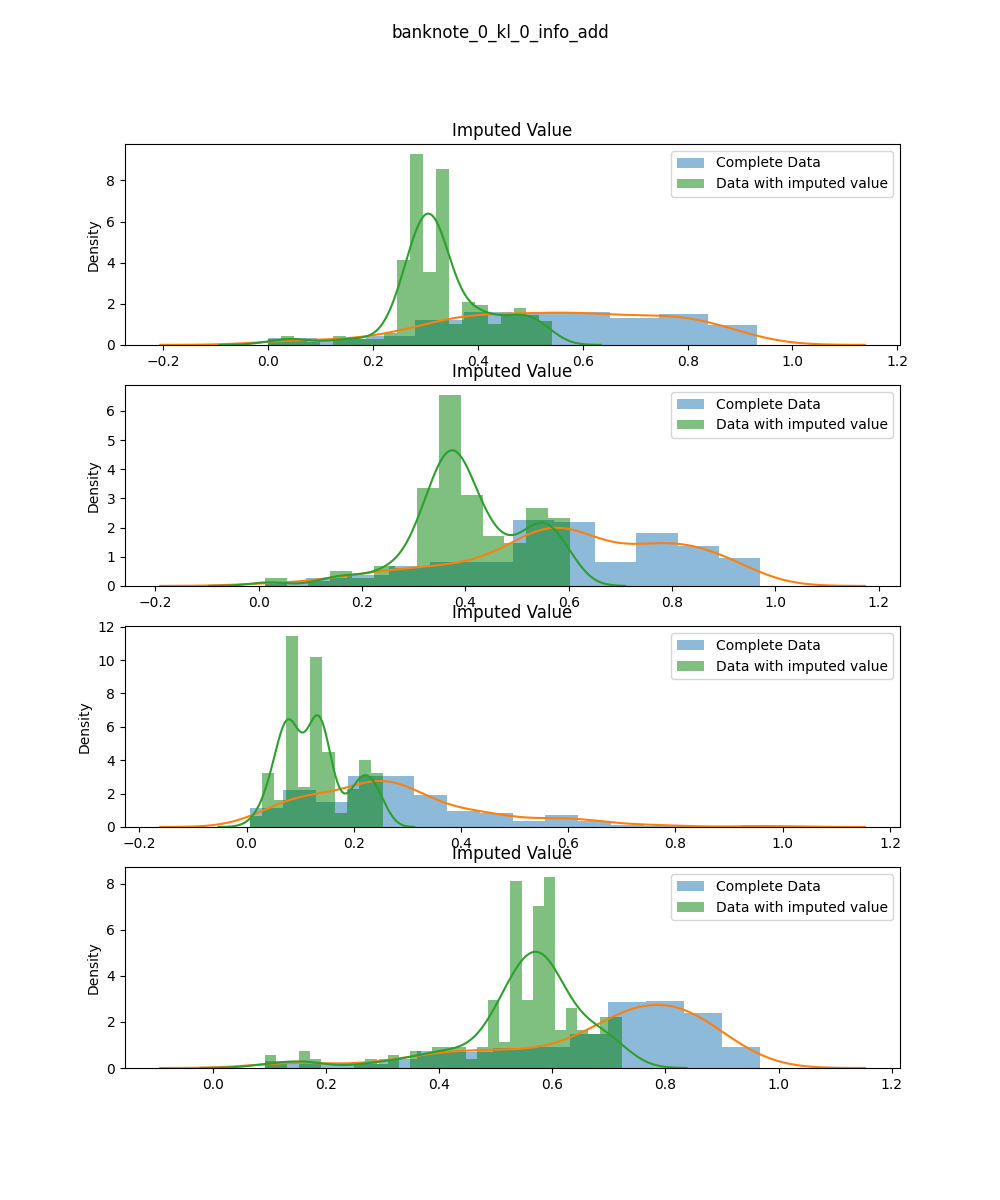 banknote_0_kl_0_info_add
Imputed Value
Complete Data
Data with imputed value
Density
8
6
4
2
0
−0.2 0.0 0.2 0.4 0.6 0.8 1.0 1.2
Imputed Value
Complete Data
Data with imputed value
Density
6
5
4
3
2
1
0
−0.2 0.0 0.2 0.4 0.6 0.8 1.0 1.2
Imputed Value
Complete Data
Data with imputed value
Density
12
10
8
6
4
2
0
−0.2 0.0 0.2 0.4 0.6 0.8 1.0 1.2
Imputed Value
Complete Data
Data with imputed value
Density
8
6
4
2
0
0.0 0.2 0.4 0.6 0.8 1.0 1.2